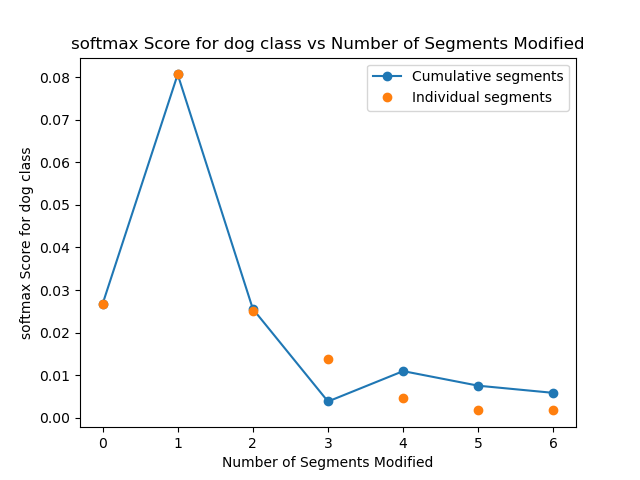 softmax Score for dog class vs Number of Segments Modified
Cumulative segments
Individual segments
softmax Score for dog class
0.08
0.07
0.06
0.05
0.04
0.03
0.02
0.01
0.00
0 1 2 3 4 5 6
Number of Segments Modified